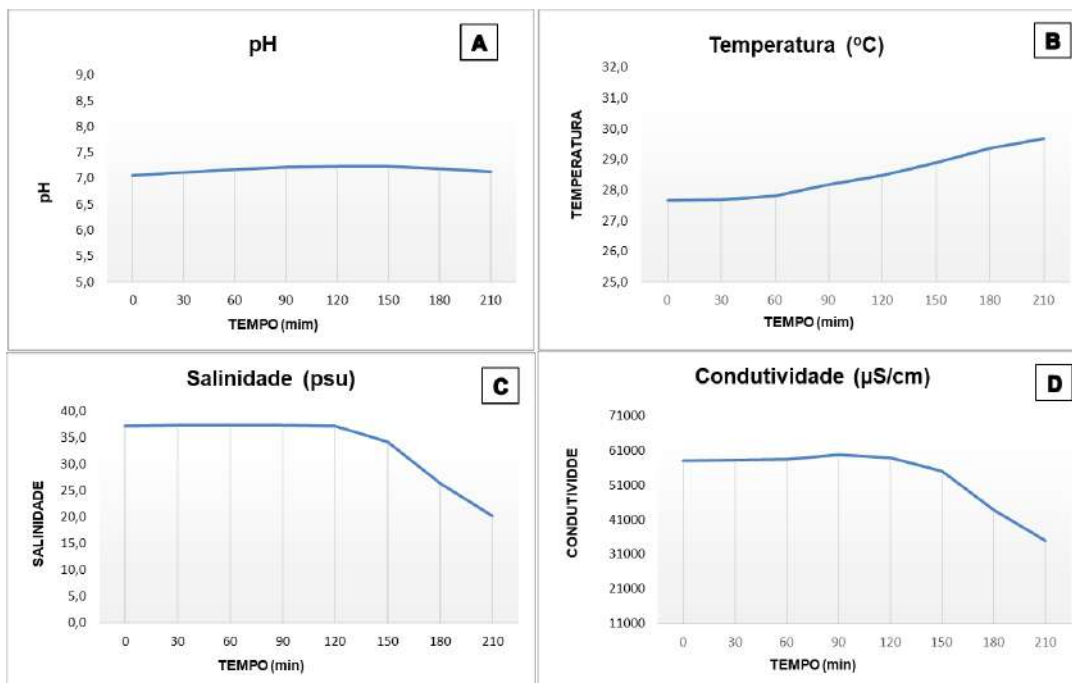 pH
A
9,0
8,5
8,0
7,5
7,0
6,5
6,0
5,5
5,0
pH
0 30 60 90 120 150 180 210
TEMPO (mim)
Temperatura (ºC)
B
32,0
31,0
30,0
29,0
28,0
27,0
26,0
25,0
TEMPERATURA
0 30 60 90 120 150 180 210
TEMPO (mim)
Salinidade (psu)
C
40,0
35,0
30,0
25,0
20,0
15,0
10,0
5,0
0,0
SALINIDADE
0 30 60 90 120 150 180 210
TEMPO (min)
Condutividade (µS/cm)
D
71000
61000
51000
41000
31000
21000
11000
CONDUTIVIDDE
0 30 60 90 120 150 180 210
TEMPO (min)